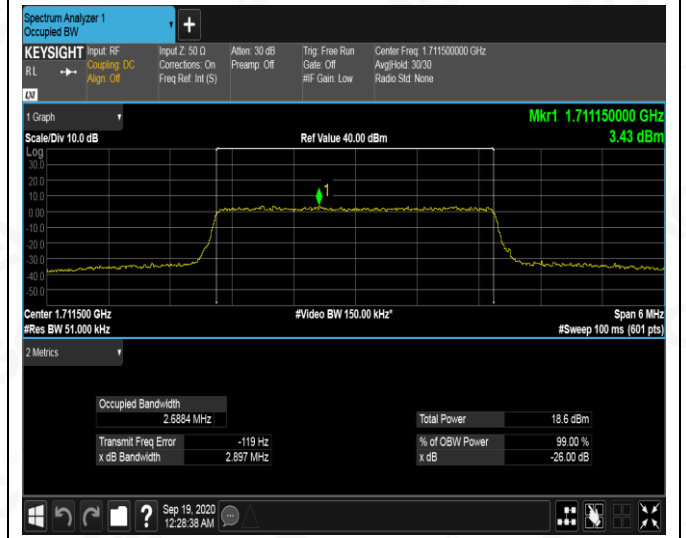 Spectrum Analyzer 1
Occupied BW
▼
+
KEYSIGHT Input: RF Input Z: 50 Ω Atten: 30 dB Trig: Free Run Center Freq: 1.711500000 GHz
RL Coupling: DC Corrections: On Preamp: Off Gate: Off Avg|Hold: 30/30
Align: Off Freq Ref: Int (S) #IF Gain: Low Radio Std: None
LXI
1 Graph ▼ Mkr1 1.711150000 GHz
Scale/Div 10.0 dB Ref Value 40.00 dBm 3.43 dBm
Log
30.0
20.0
1
10.0
0.00
-10.0
-20.0
-30.0
-40.0
-50.0
Center 1.711500 GHz #Video BW 150.00 kHz* Span 6 MHz
#Res BW 51.000 kHz #Sweep 100 ms (601 pts)
2 Metrics ▼
Occupied Bandwidth
2.6884 MHz Total Power 18.6 dBm
Transmit Freq Error -119 Hz % of OBW Power 99.00 %
x dB Bandwidth 2.897 MHz x dB -26.00 dB
? Sep 19, 2020
12:28:38 AM